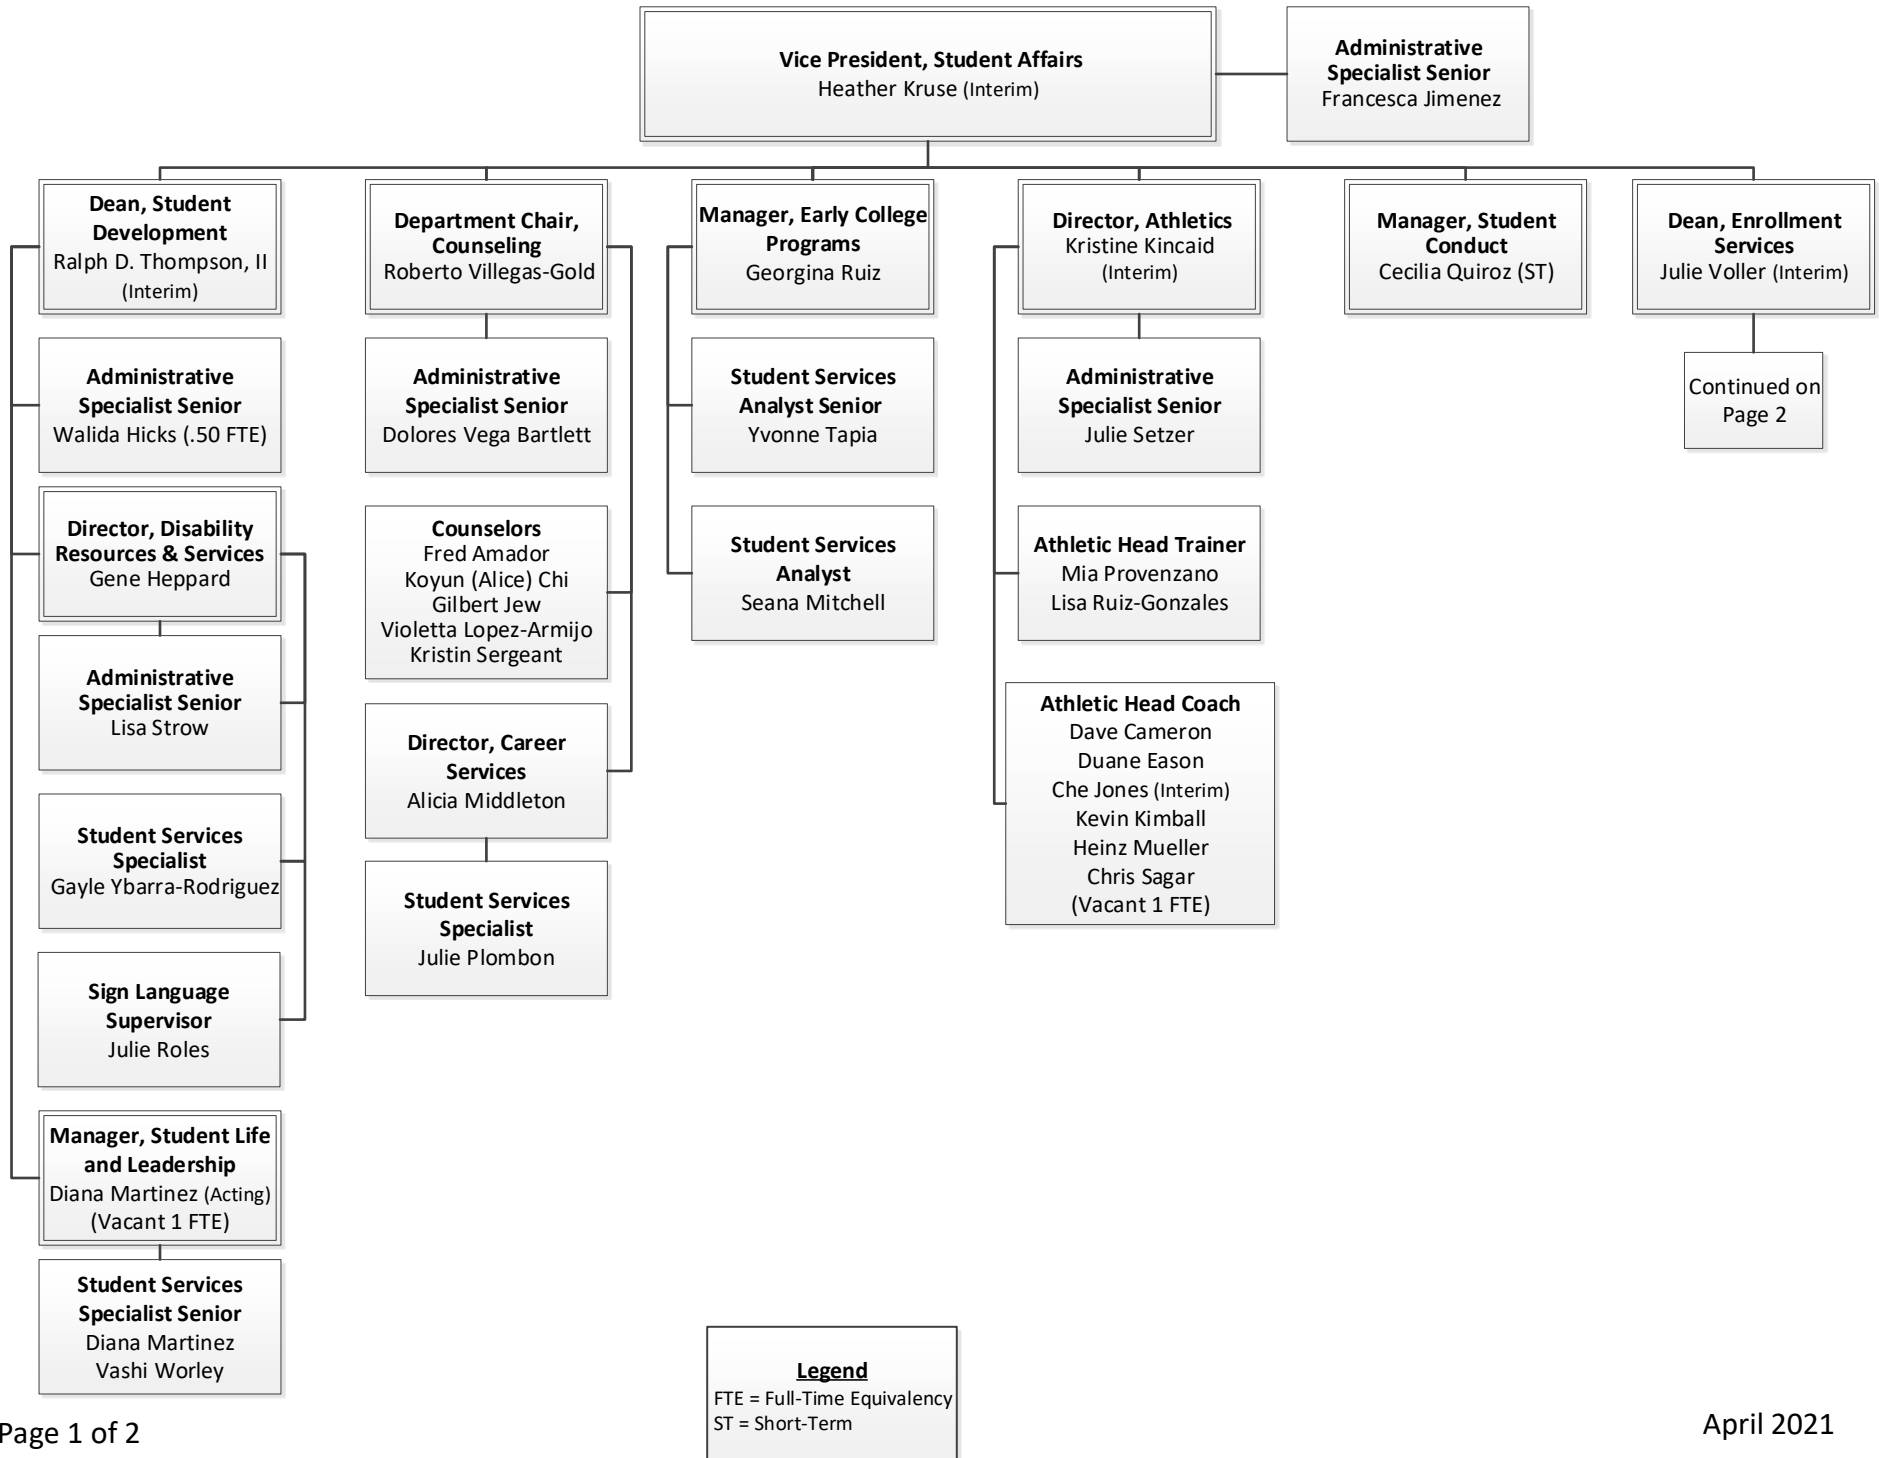 Vice President, Student Affairs
Heather Kruse (Interim)
Administrative
Specialist Senior
Francesca Jimenez
Dean, Student
Development
Ralph D. Thompson, II
(Interim)
Administrative
Specialist Senior
Walida Hicks (.50 FTE)
Director, Disability
Resources & Services
Gene Heppard
Administrative
Specialist Senior
Lisa Strow
Student Services
Specialist
Gayle Ybarra-Rodriguez
Sign Language
Supervisor
Julie Roles
Manager, Student Life
and Leadership
Diana Martinez (Acting)
(Vacant 1 FTE)
Student Services
Specialist Senior
Diana Martinez
Vashi Worley
Department Chair,
Counseling
Roberto Villegas-Gold
Administrative
Specialist Senior
Dolores Vega Bartlett
Counselors
Fred Amador
Koyun (Alice) Chi
Gilbert Jew
Violetta Lopez-Armijo
Kristin Sergeant
Director, Career
Services
Alicia Middleton
Student Services
Specialist
Julie Plombon
Manager, Early College
Programs
Georgina Ruiz
Student Services
Analyst Senior
Yvonne Tapia
Student Services
Analyst
Seana Mitchell
Director, Athletics
Kristine Kincaid
(Interim)
Administrative
Specialist Senior
Julie Setzer
Athletic Head Trainer
Mia Provenzano
Lisa Ruiz-Gonzales
Athletic Head Coach
Dave Cameron
Duane Eason
Che Jones (Interim)
Kevin Kimball
Heinz Mueller
Chris Sagar
(Vacant 1 FTE)
Manager, Student
Conduct
Cecilia Quiroz (ST)
Dean, Enrollment
Services
Julie Voller (Interim)
Continued on
Page 2
Legend
FTE = Full-Time Equivalency
ST = Short-Term
Page 1 of 2
April 2021